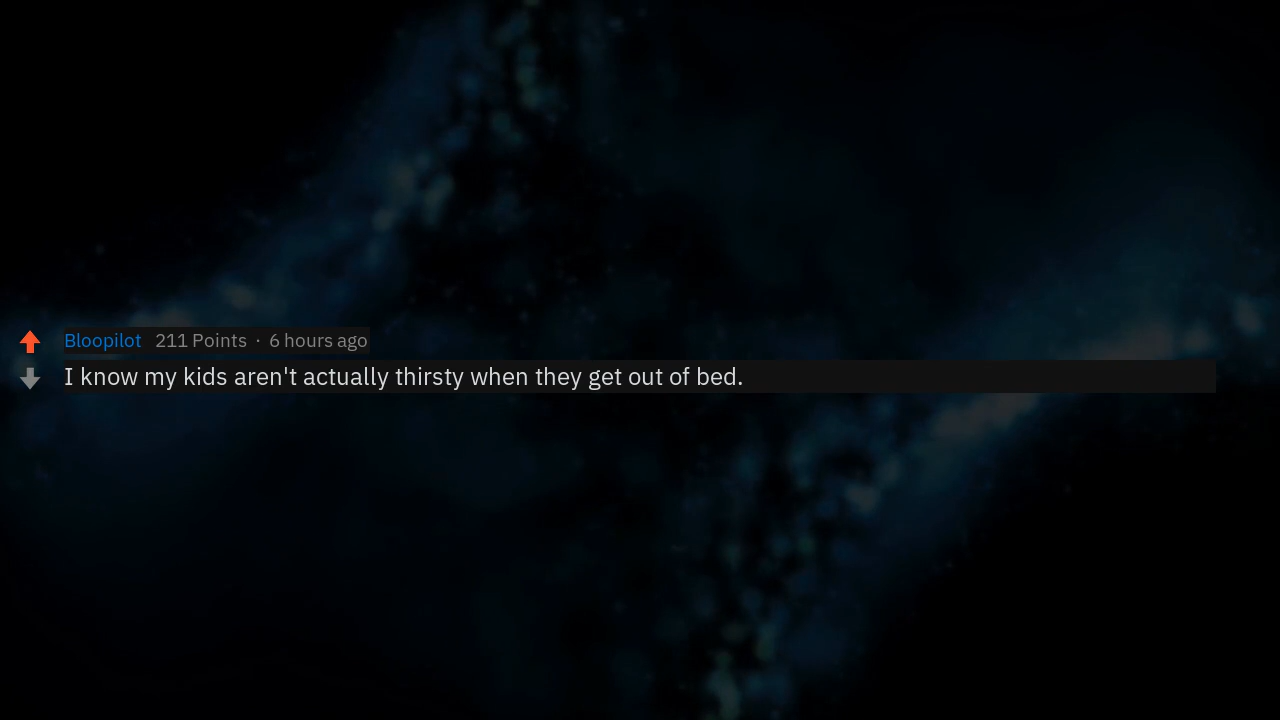 Bloopilot 211 Points · 6 hours ago
I know my kids aren't actually thirsty when they get out of bed.